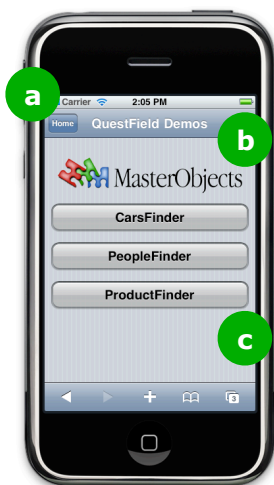 a
Carrier 2:05 PM
Home QuestField Demos
b
MasterObjects
CarsFinder
PeopleFinder
ProductFinder
c
3